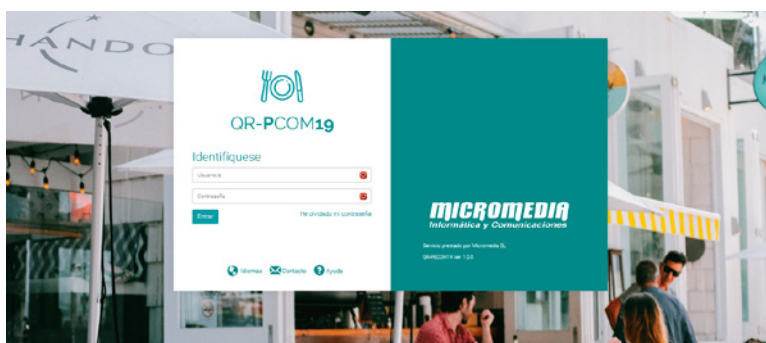 HANDO
QR-PCOM19
Identifíquese
Usuario
Contraseña
Entrar
He olvidado mi contraseña
Idiomas Contacto Ayuda
MICROMEDIA
Informática y Comunicaciones
Servicio prestado por Micromedia SL